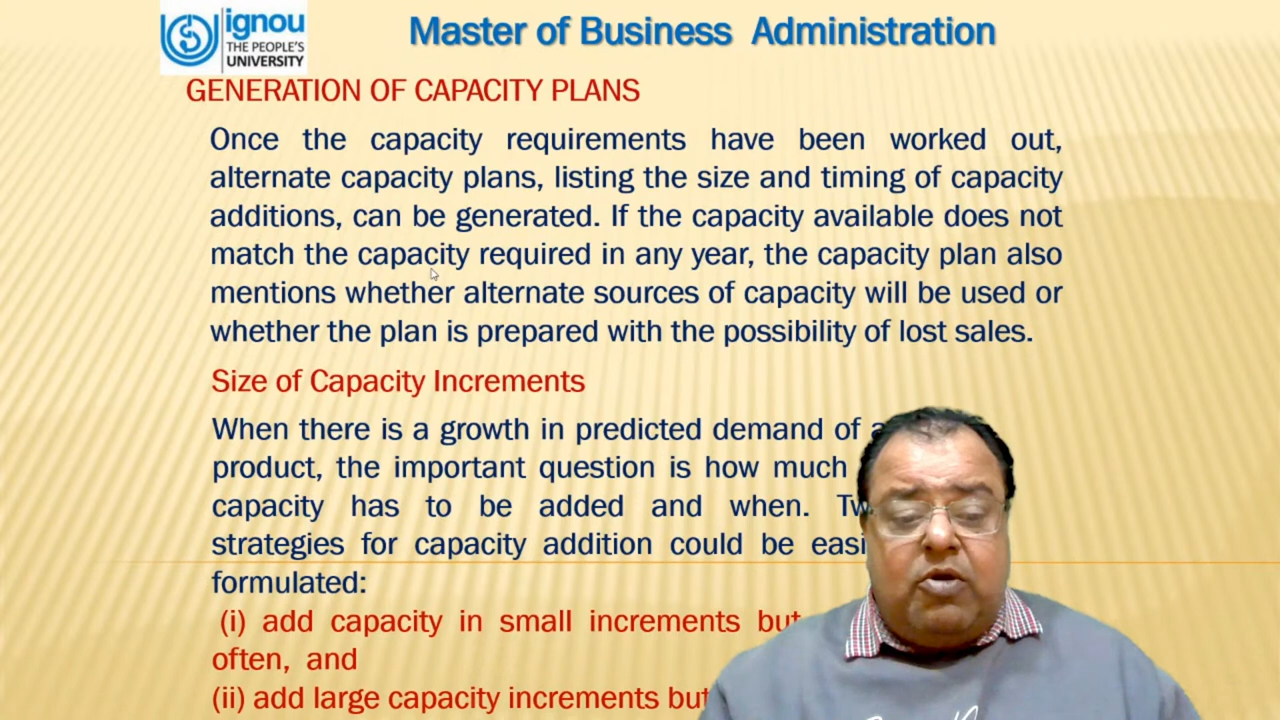 ignou
THE PEOPLE'S
UNIVERSITY
Master of Business Administration
GENERATION OF CAPACITY PLANS
Once the capacity requirements have been worked out,
alternate capacity plans, listing the size and timing of capacity
additions, can be generated. If the capacity available does not
match the capacity required in any year, the capacity plan also
mentions whether alternate sources of capacity will be used or
whether the plan is prepared with the possibility of lost sales.
Size of Capacity Increments
When there is a growth in predicted demand of
product, the important question is how much
capacity has to be added and when.
strategies for capacity addition could be
formulated:
(i) add capacity in small increments but
often, and
(ii) add large capacity increments but